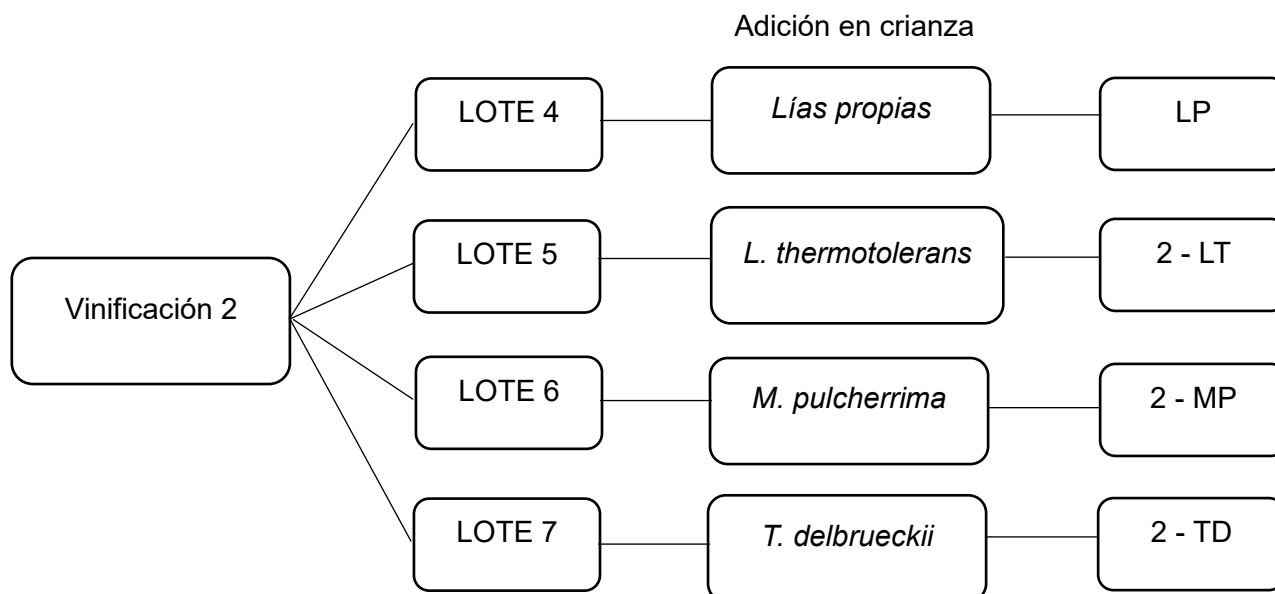 Adición en crianza
LOTE 4 Lías propias LP
LOTE 5 L. thermotolerans 2 - LT
Vinificación 2
LOTE 6 M. pulcherrima 2 - MP
LOTE 7 T. delbrueckii 2 - TD